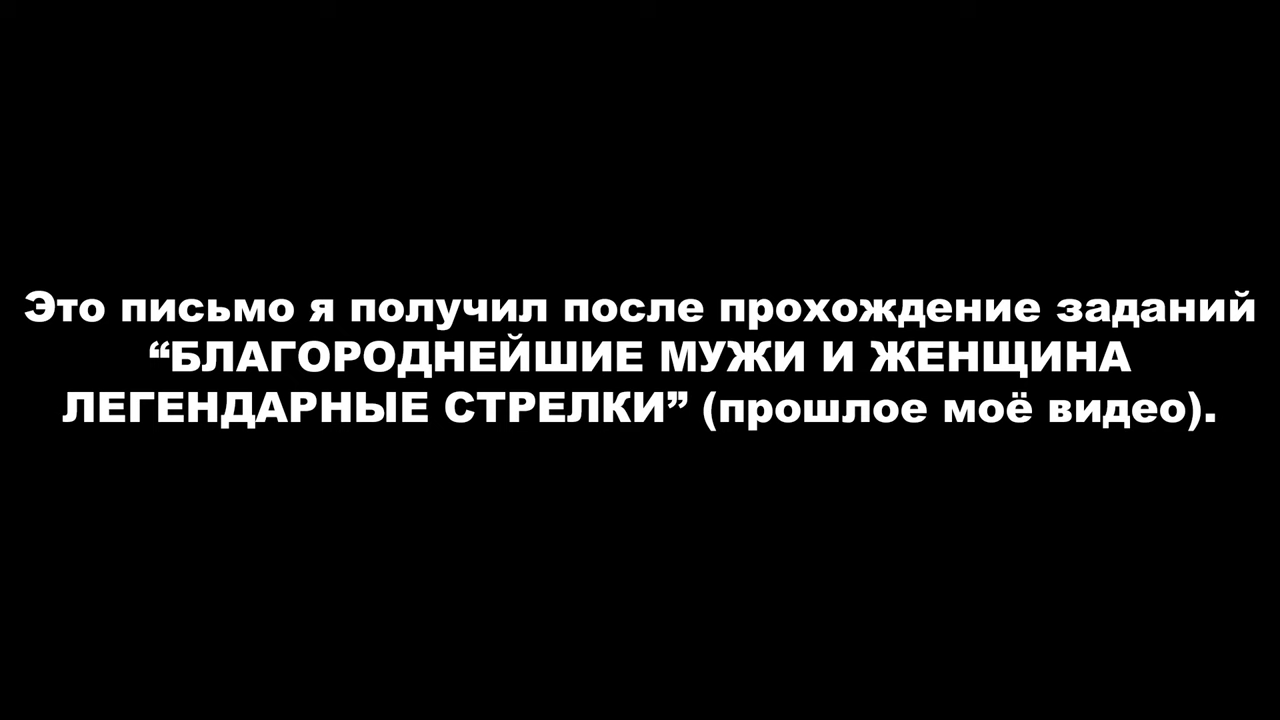 Это письмо я получил после прохождение заданий
“БЛАГОРОДНЕЙШИЕ МУЖИ И ЖЕНЩИНА
ЛЕГЕНДАРНЫЕ СТРЕЛКИ” (прошлое моё видео).